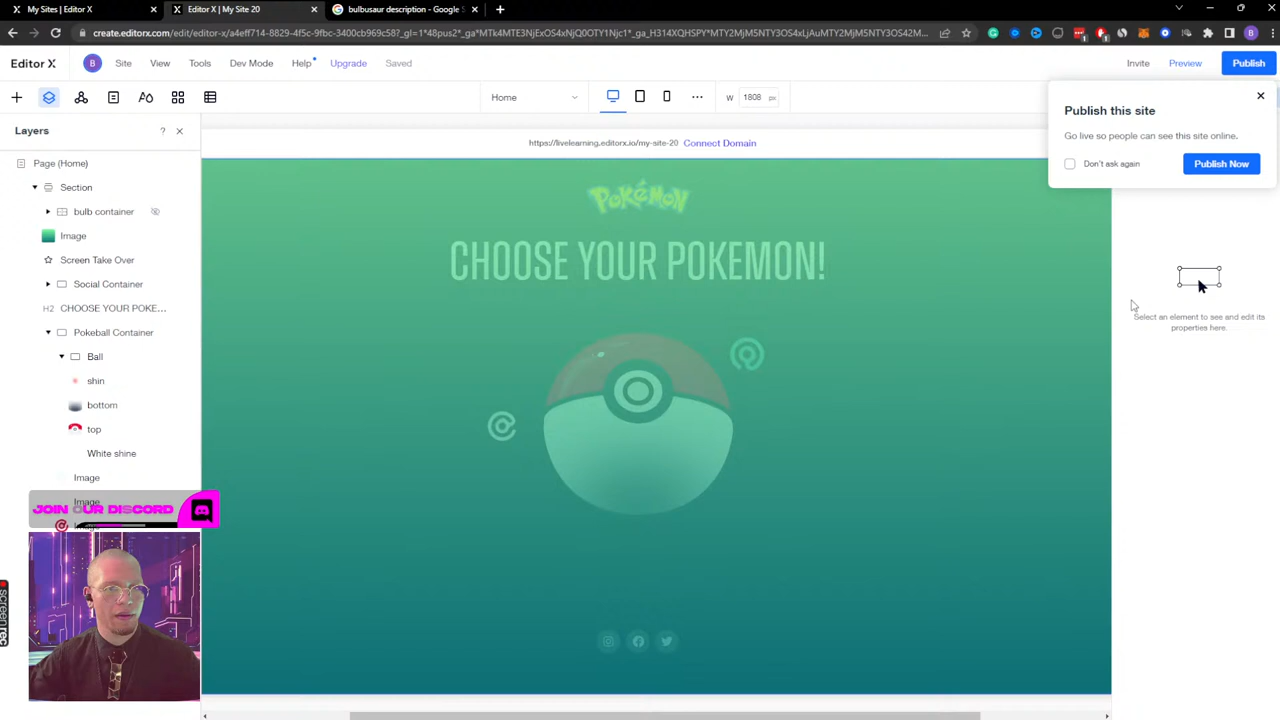 My Sites | Editor X
Editor X | My Site 20
bulbusaur description - Google S
create.editorx.com/edit/editor-x/a4eff714-8829-4f5c-9fbc-3400cb969c58?_gl=1*48pus2*_ga*MTk4MTE3NjExOS4xNjQ0OTY1Njc1*_ga_H314XQHSPY*MTY2MjM5NTY3OS42MTguMS4xNjYyMzk5NTQxLjAuMTY2MjM5NTY3OS42M...
Editor X
B
Site
View
Tools
Dev Mode
Help
Upgrade
Saved
Invite
Preview
Publish
Home
W
1808
px
Layers
?
Publish this site
Go live so people can see this site online.
Don't ask again
Publish Now
https://livelearning.editorx.io/my-site-20
Connect Domain
Page (Home)
Section
bulb container
Image
Screen Take Over
Social Container
H2
CHOOSE YOUR POKE...
Pokeball Container
Ball
shin
bottom
top
White shine
Image
Image
JOIN OUR DISCORD
POKéMON
CHOOSE YOUR POKEMON!
Select an element to see and edit its
properties here.
screenrec